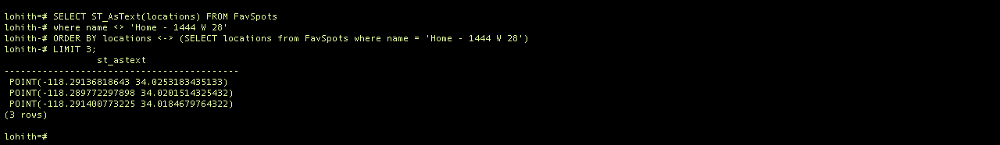 lohith=# SELECT ST_AsText(locations) FROM FavSpots
lohith-# where name <> 'Home - 1444 W 28'
lohith-# ORDER BY locations <-> (SELECT locations from FavSpots where name = 'Home - 1444 W 28')
lohith-# LIMIT 3;
st_astext
-------------------------------------------
POINT(-118.29136818643 34.0253183435133)
POINT(-118.289772297898 34.0201514325432)
POINT(-118.291400773225 34.0184679764322)
(3 rows)
lohith=#